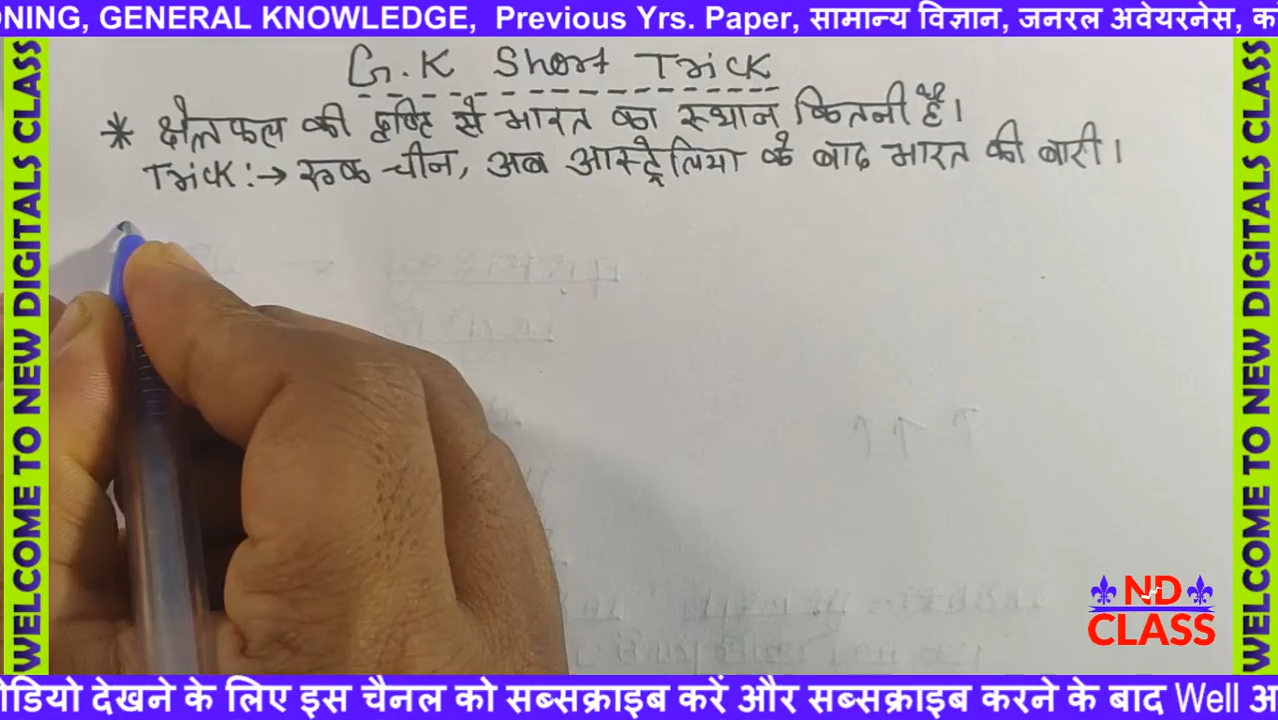 ONING, GENERAL KNOWLEDGE, Previous Yrs. Paper, सामान्य विज्ञान, जनरल अवेयरनेस, क
G.K Short Trick
* क्षेत्रफल की दृष्टि से भारत का स्थान कितनी है।
Trick:→ रूक चीन, अब आस्ट्रेलिया के बाद भारत की बारी।
WELCOME TO NEW DIGITALS CLASS
WELCOME TO NEW DIGITALS CLASS
ND
CLASS
ोडियो देखने के लिए इस चैनल को सब्सक्राइब करें और सब्सक्राइब करने के बाद Well अ